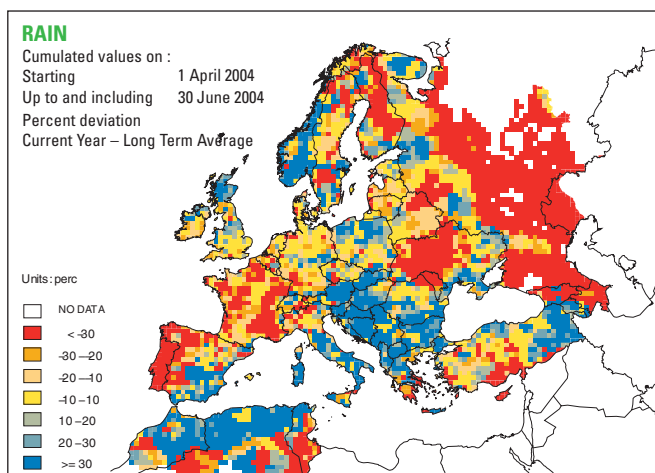 RAIN
Cumulated values on :
Starting 1 April 2004
Up to and including 30 June 2004
Percent deviation
Current Year – Long Term Average
Units: perc
NO DATA
< -30
-30 —20
-20 —10
-10 –10
10 –20
20 –30
>= 30